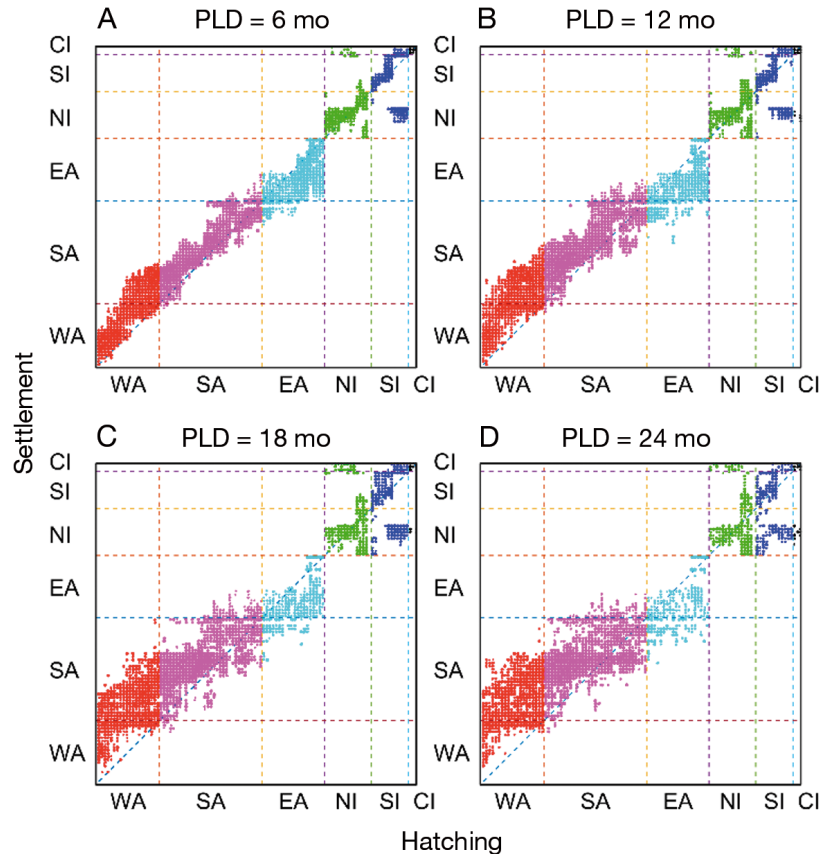 A PLD = 6 mo
B PLD = 12 mo
CI
SI
NI
EA
SA
WA
WA SA EA NI SI CI
CI
SI
NI
EA
SA
WA
WA SA EA NI SI CI
C PLD = 18 mo
D PLD = 24 mo
CI
SI
NI
EA
SA
WA
WA SA EA NI SI CI
CI
SI
NI
EA
SA
WA
WA SA EA NI SI CI
Settlement
Hatching